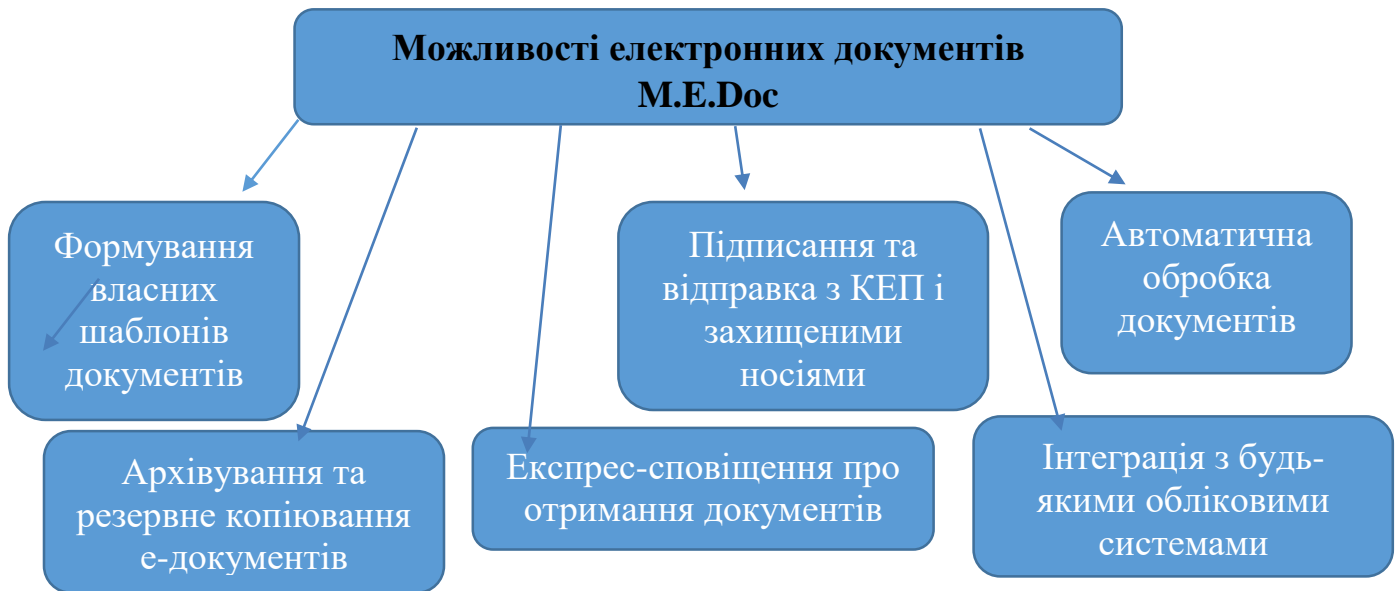 Можливості електронних документів
M.E.Doc
Формування
власних
шаблонів
документів
Підписання та
відправка з КЕП і
захищеними
носіями
Автоматична
обробка
документів
Архівування та
резервне копіювання
е-документів
Експрес-сповіщення про
отримання документів
Інтеграція з будь-
якими обліковими
системами